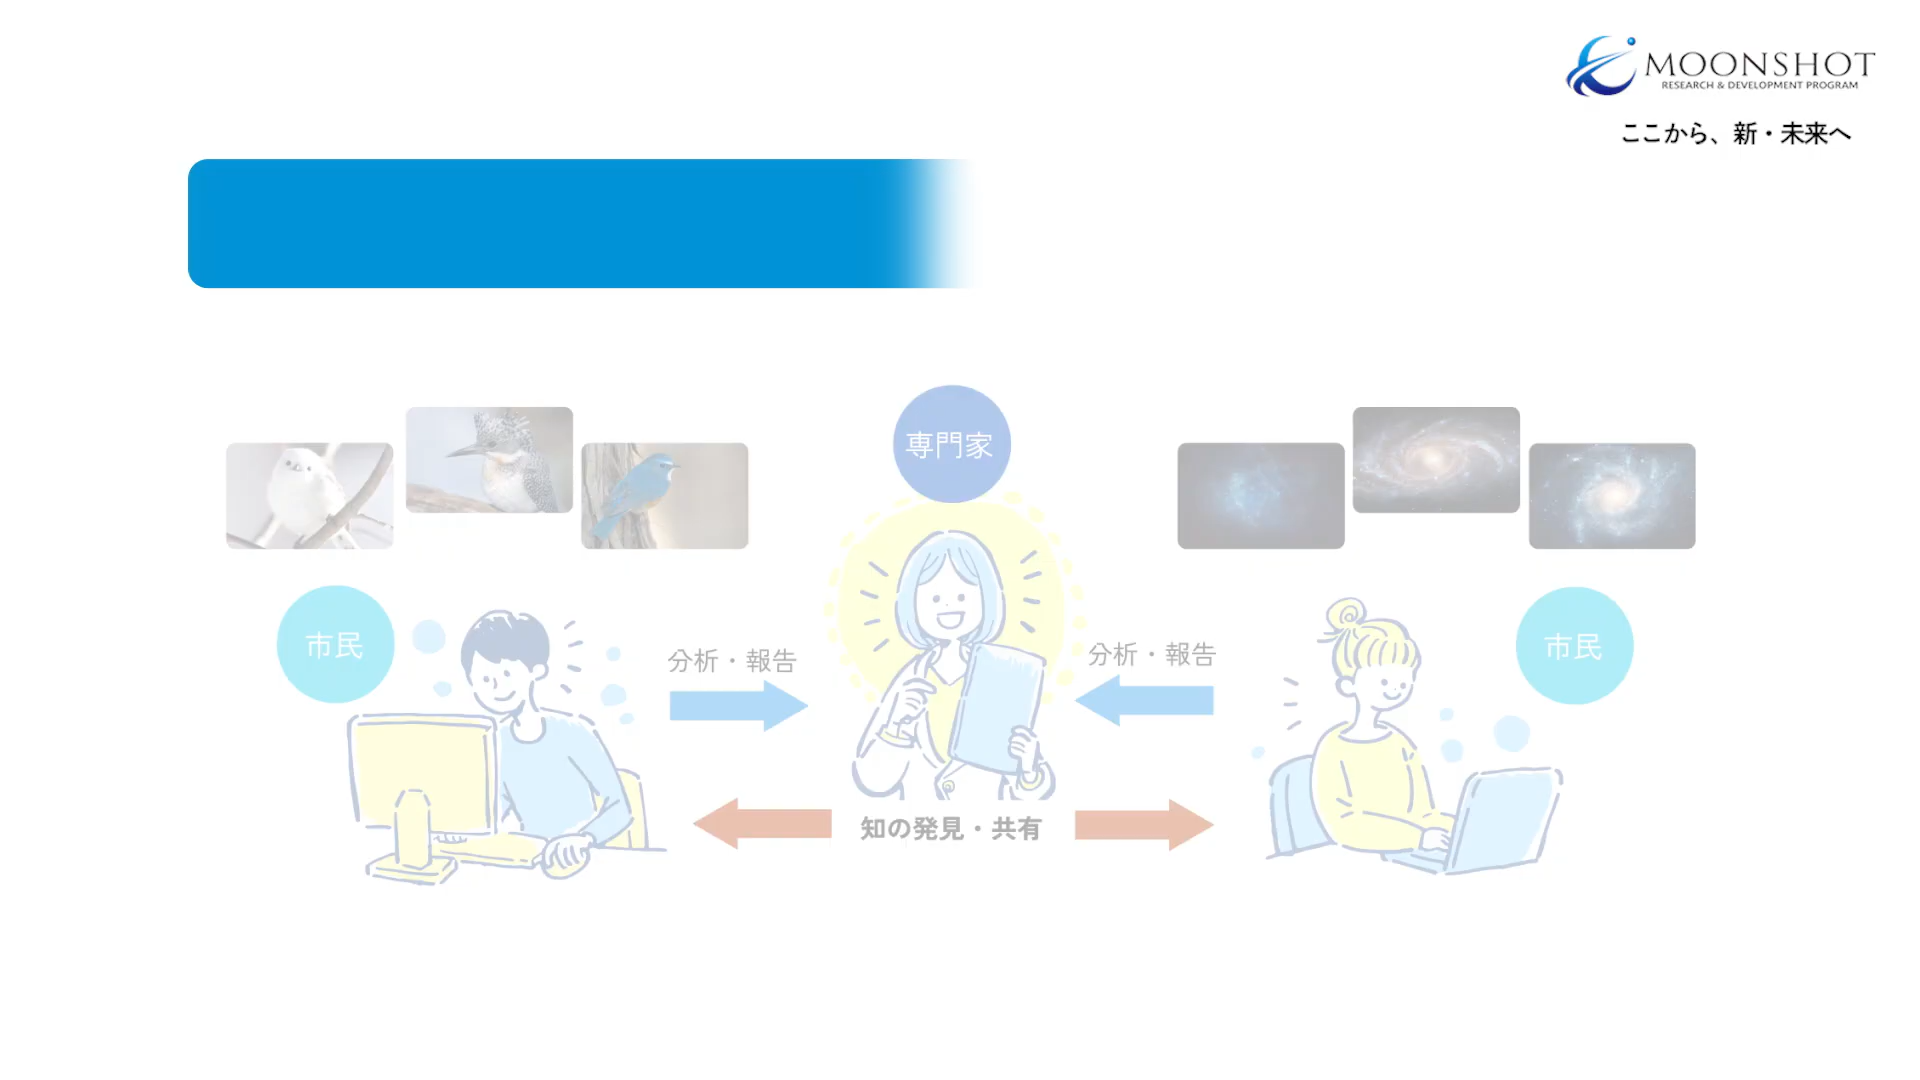 MOONSHOT
RESEARCH & DEVELOPMENT PROGRAM
ここから、新・未来へ
専門家
市民
分析・報告
分析・報告
市民
知の発見・共有